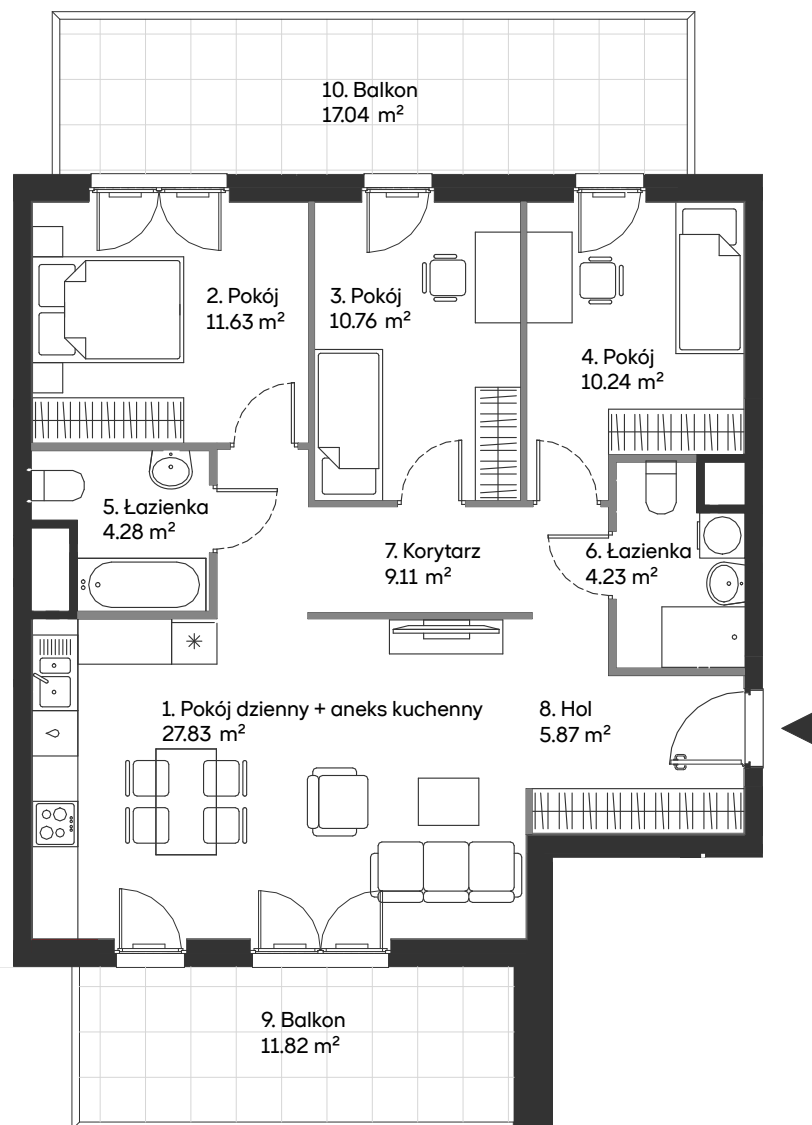 10. Balkon
17.04 m²
2. Pokój
11.63 m²
3. Pokój
10.76 m²
4. Pokój
10.24 m²
5. Łazienka
4.28 m²
7. Korytarz
9.11 m²
6. Łazienka
4.23 m²
1. Pokój dzienny + aneks kuchenny
27.83 m²
8. Hol
5.87 m²
9. Balkon
11.82 m²